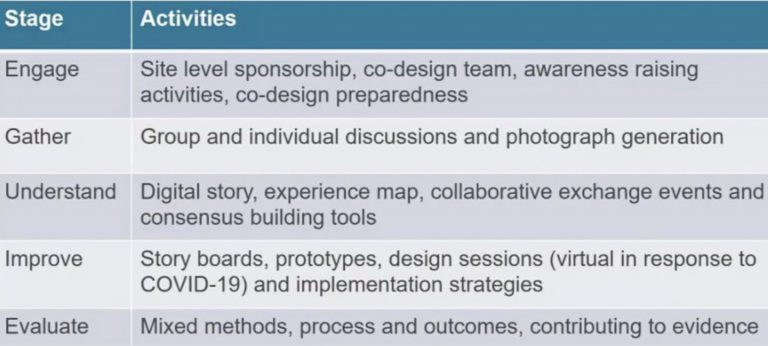 Stage Activities
Engage Site level sponsorship, co-design team, awareness raising
activities, co-design preparedness
Gather Group and individual discussions and photograph generation
Understand Digital story, experience map, collaborative exchange events and
consensus building tools
Improve Story boards, prototypes, design sessions (virtual in response to
COVID-19) and implementation strategies
Evaluate Mixed methods, process and outcomes, contributing to evidence